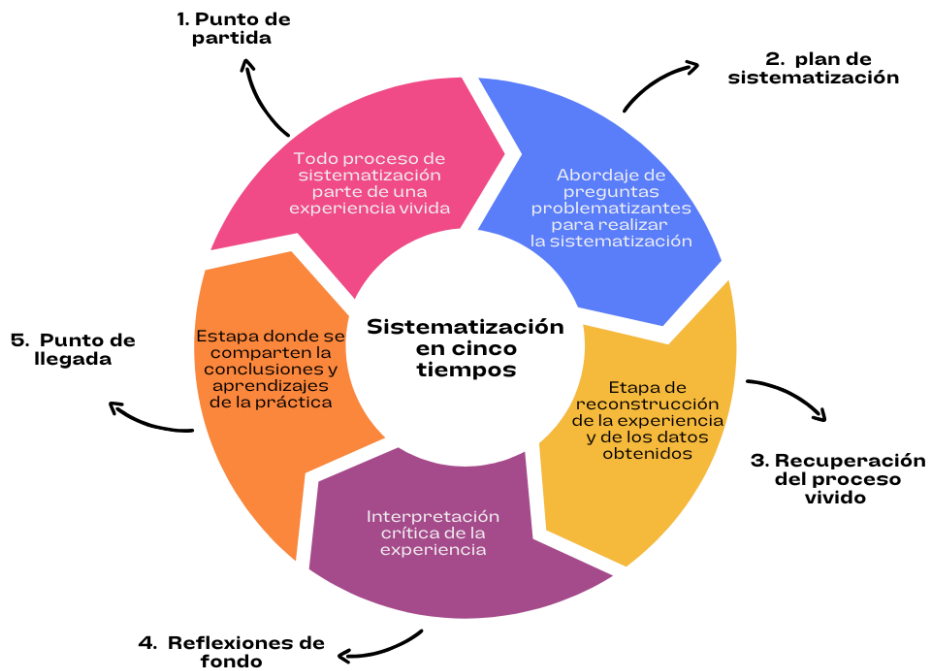 1. Punto de
partida
Todo proceso de
sistematización
parte de una
experiencia vivida
2. plan de
sistematización
Abordaje de
preguntas
problematizantes
para realizar
la sistematización
3. Recuperación
del proceso
vivido
Etapa de
reconstrucción
de la experiencia
y de los datos
obtenidos
4. Reflexiones de
fondo
Interpretación
crítica de la
experiencia
5. Punto de
llegada
Estapa donde se
comparten la
conclusiones y
aprendizajes
de la práctica
Sistematización
en cinco
tiempos